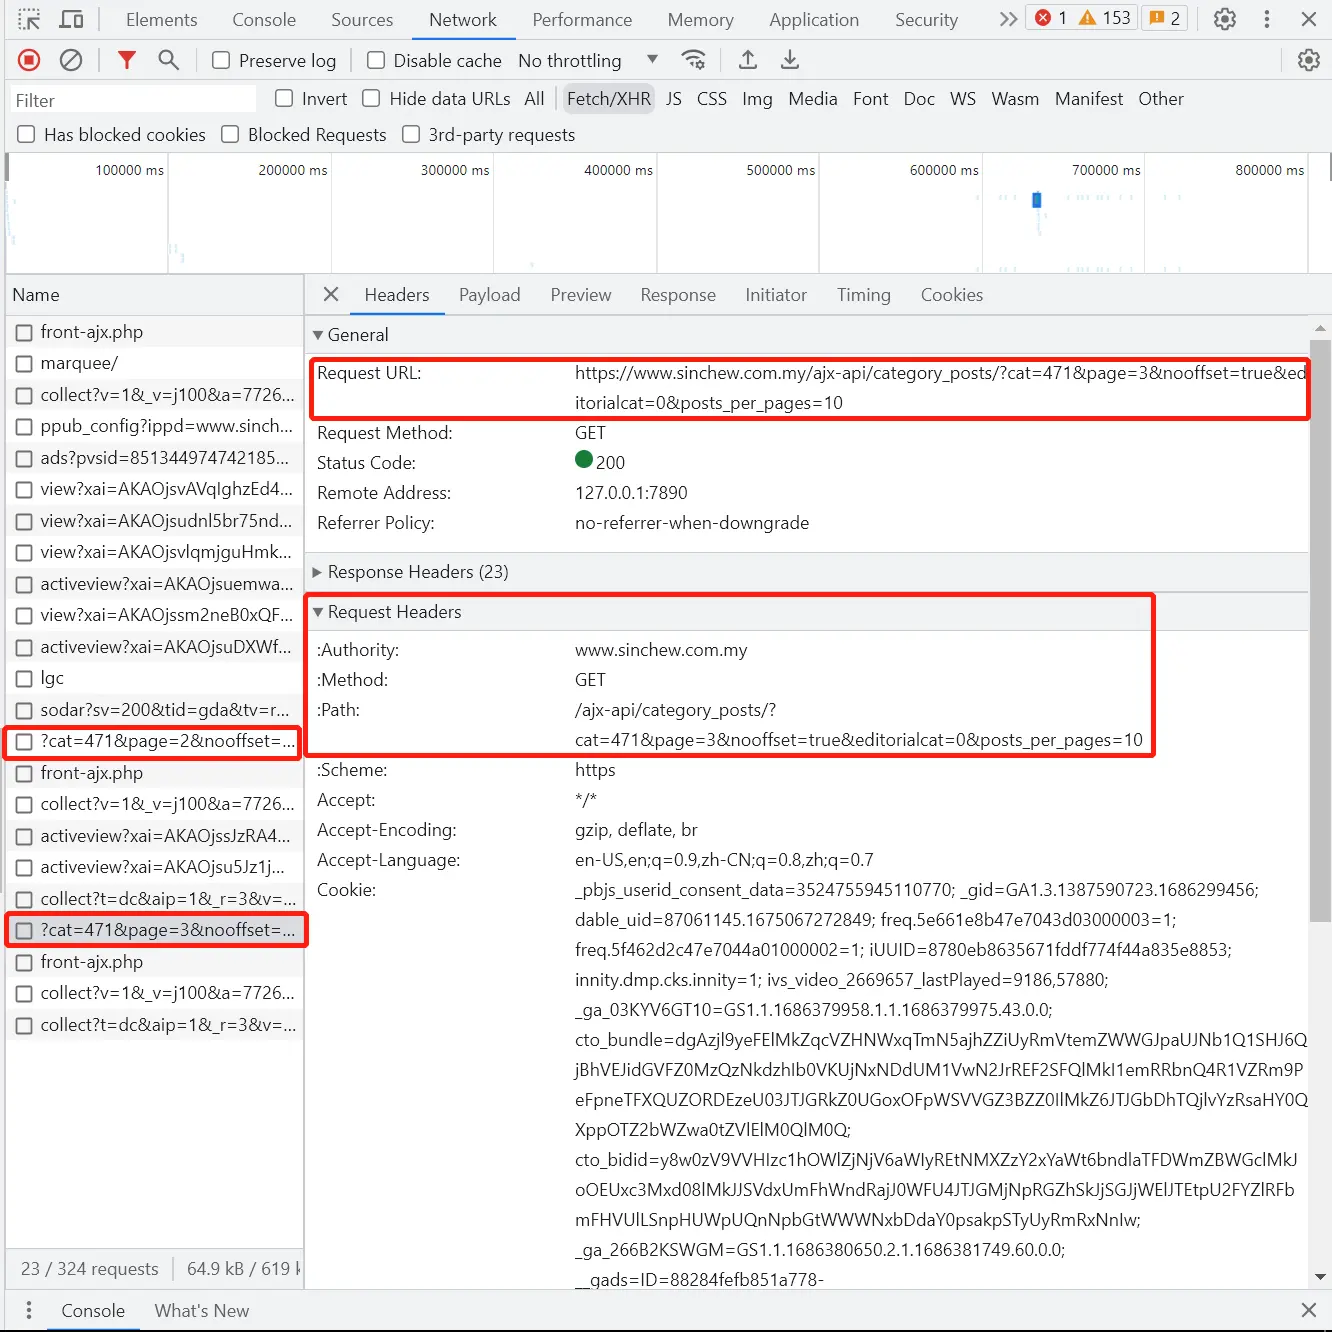 Elements Console Sources Network Performance Memory Application Security 1 153 2
Preserve log Disable cache No throttling
Filter Invert Hide data URLs All Fetch/XHR JS CSS Img Media Font Doc WS Wasm Manifest Other
Has blocked cookies Blocked Requests 3rd-party requests
100000 ms 200000 ms 300000 ms 400000 ms 500000 ms 600000 ms 700000 ms 800000 ms
Name
front-ajx.php
marquee/
collect?v=1&_v=j100&a=7726...
ppub_config?ippd=www.sinch...
ads?pvsid=851344974742185...
view?xai=AKAOjsvAVqIghzEd4...
view?xai=AKAOjsudnl5br75nd...
view?xai=AKAOjsvlqmjguHmk...
activeview?xai=AKAOjsuemwa...
view?xai=AKAOjssm2neB0xQF...
activeview?xai=AKAOjsuDXWf...
lgc
sodar?sv=200&tid=gda&tv=r...
?cat=471&page=2&nooffset=...
front-ajx.php
collect?v=1&_v=j100&a=7726...
activeview?xai=AKAOjssJzRA4...
activeview?xai=AKAOjsu5Jz1j...
collect?t=dc&aip=1&_r=3&v=...
?cat=471&page=3&nooffset=...
front-ajx.php
collect?v=1&_v=j100&a=7726...
collect?t=dc&aip=1&_r=3&v=...
23 / 324 requests 64.9 kB / 619 k
Headers Payload Preview Response Initiator Timing Cookies
General
Request URL: https://www.sinchew.com.my/ajx-api/category_posts/?cat=471&page=3&nooffset=true&ed
itorialcat=0&posts_per_pages=10
Request Method: GET
Status Code: 200
Remote Address: 127.0.0.1:7890
Referrer Policy: no-referrer-when-downgrade
Response Headers (23)
Request Headers
:Authority: www.sinchew.com.my
:Method: GET
:Path: /ajx-api/category_posts/?
cat=471&page=3&nooffset=true&editorialcat=0&posts_per_pages=10
:Scheme: https
Accept: */*
Accept-Encoding: gzip, deflate, br
Accept-Language: en-US,en;q=0.9,zh-CN;q=0.8,zh;q=0.7
Cookie: _pbjs_userid_consent_data=3524755945110770; _gid=GA1.3.1387590723.1686299456;
dable_uid=87061145.1675067272849; freq.5e661e8b47e7043d03000003=1;
freq.5f462d2c47e7044a01000002=1; iUUID=8780eb8635671fddf774f44a835e8853;
innity.dmp.cks.innity=1; ivs_video_2669657_lastPlayed=9186,57880;
_ga_03KYV6GT10=GS1.1.1686379958.1.1.1686379975.43.0.0;
cto_bundle=dgAzjl9yeFElMkZqcVZHNWxqTmN5ajhZZiUyRmVtemZWWGJpaUJNb1Q1SHJ6Q
jBhVEJidGVFZ0MzQzNkdzhIb0VKUjNxNDdUM1VwN2JrREF2SFQlMkI1emRRbnQ4R1VZRm9P
eFpneTFXQUZORDEzeU03JTJGRkZ0UGoxOFpWSVVGZ3BZZ0IlMkZ6JTJGbDhTQjlvYzRsaHY0Q
XppOTZ2bWZwa0tZVlElM0QlM0Q;
cto_bidid=y8w0zV9VVHIzc1hOWlZjNjV6aWIyREtNMXZzY2xYaWt6bndlaTFDWmZBWGclMkJ
oOEUxc3Mxd08lMkJJSVdxUmFhWndRajJ0WFU4JTJGMjNpRGZhSkJjSGJjWElJTEtpU2FYZlRFb
mFHVUlLSnpHUWpUQnNpbGtWWWNxbDdaY0psakpSTyUyRmRxNnIw;
_ga_266B2KSWGM=GS1.1.1686380650.2.1.1686381749.60.0.0;
__gads=ID=88284fefb851a778-
Console What's New